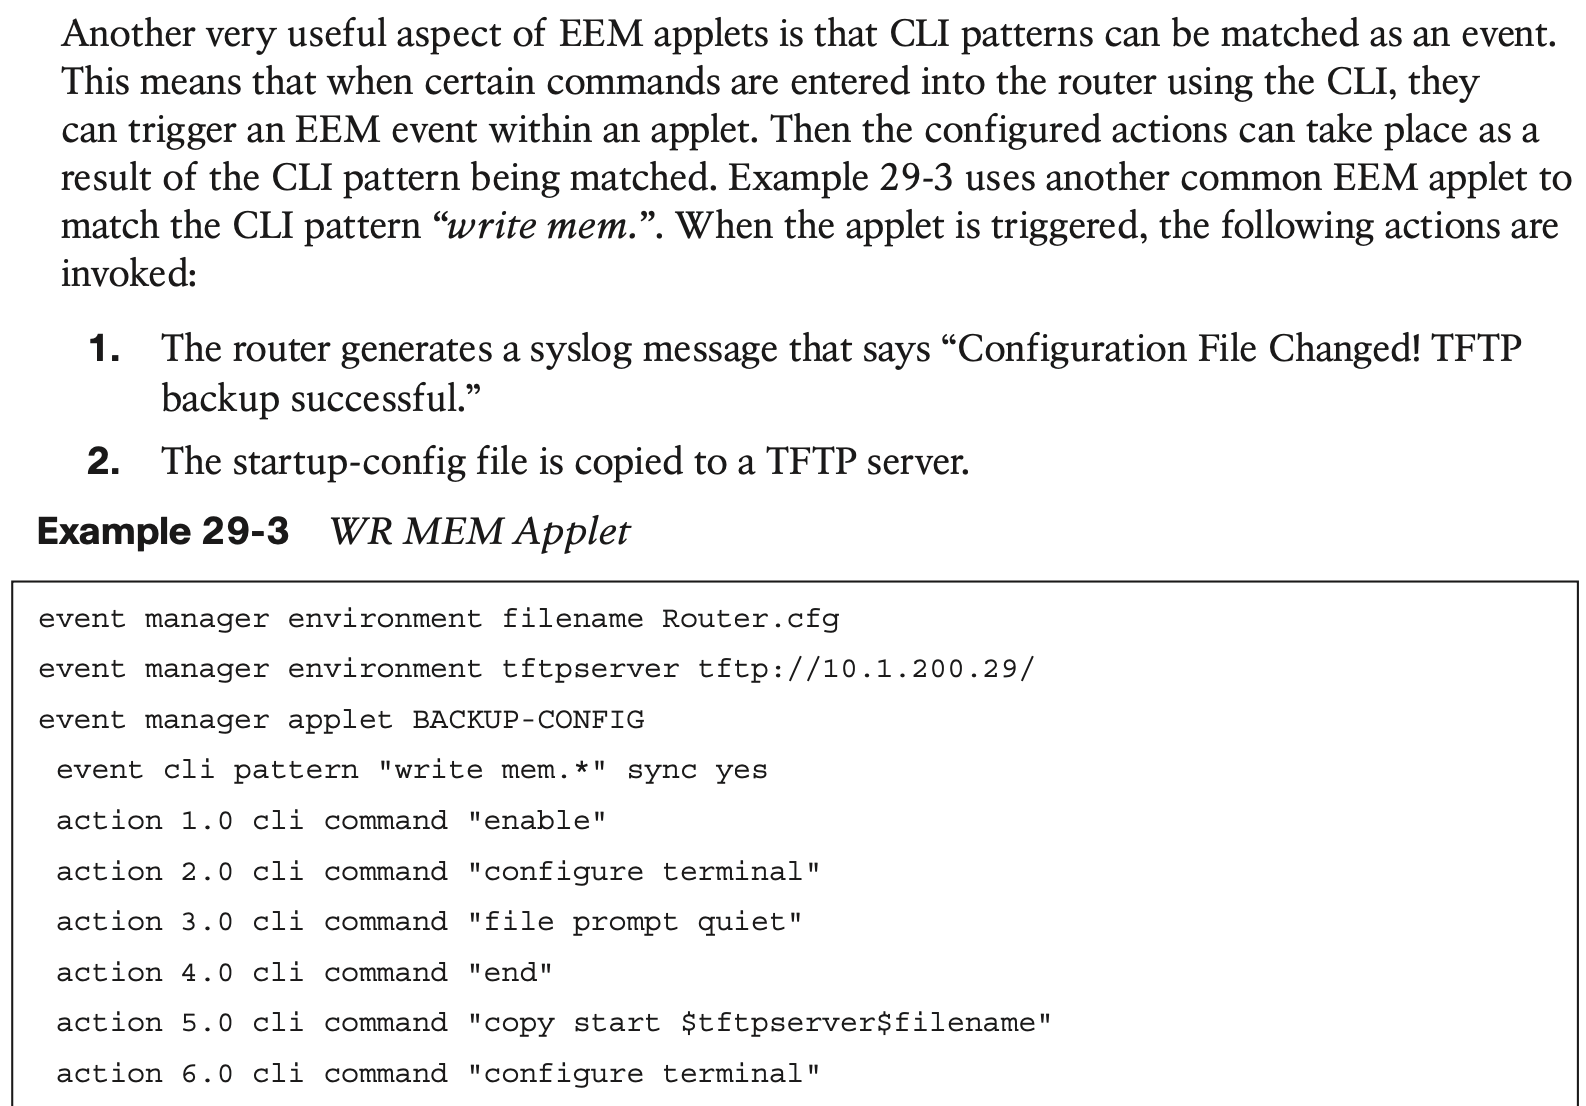 Another very useful aspect of EEM applets is that CLI patterns can be matched as an event.
This means that when certain commands are entered into the router using the CLI, they
can trigger an EEM event within an applet. Then the configured actions can take place as a
result of the CLI pattern being matched. Example 29-3 uses another common EEM applet to
match the CLI pattern “write mem.”. When the applet is triggered, the following actions are
invoked:
1. The router generates a syslog message that says “Configuration File Changed! TFTP
backup successful.”
2. The startup-config file is copied to a TFTP server.
Example 29-3 WR MEM Applet
event manager environment filename Router.cfg
event manager environment tftpserver tftp://10.1.200.29/
event manager applet BACKUP-CONFIG
event cli pattern "write mem.*" sync yes
action 1.0 cli command "enable"
action 2.0 cli command "configure terminal"
action 3.0 cli command "file prompt quiet"
action 4.0 cli command "end"
action 5.0 cli command "copy start $tftpserver$filename"
action 6.0 cli command "configure terminal"